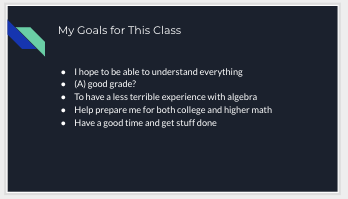 My Goals for This Class
● I hope to be able to understand everything
● (A) good grade?
● To have a less terrible experience with algebra
● Help prepare me for both college and higher math
● Have a good time and get stuff done